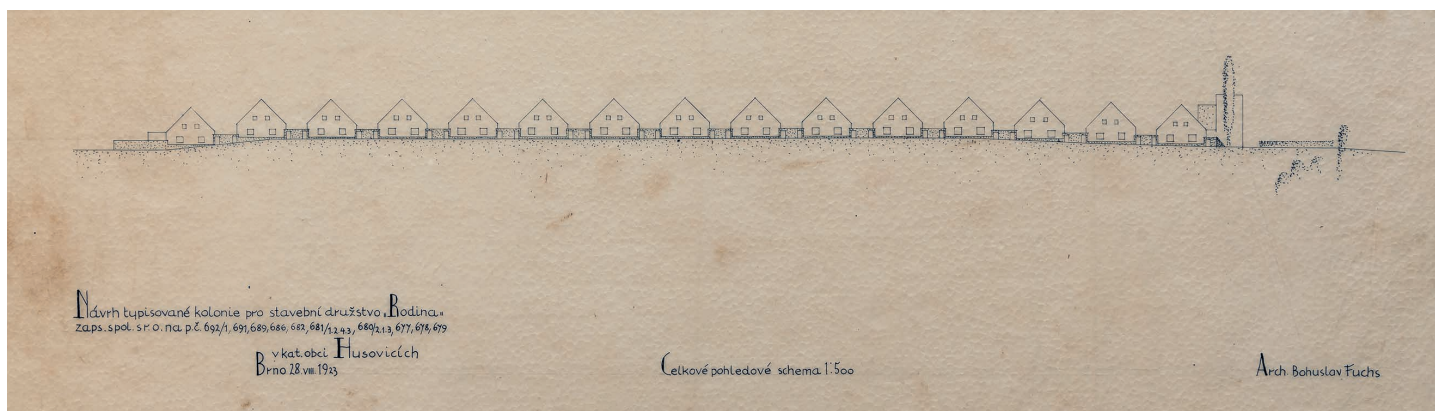 Návrh typisované kolonie pro stavební družstvo „Rodina„
zaps. spol. s r. o. na p.č. 692/1, 691, 689, 686, 682, 681/1.2.4.3, 680/2.1.3, 677, 678, 679
v kat. obci Husovicích
Brno 28. VIII. 1923
Celkové pohledové schema 1:500
Arch. Bohuslav Fuchs